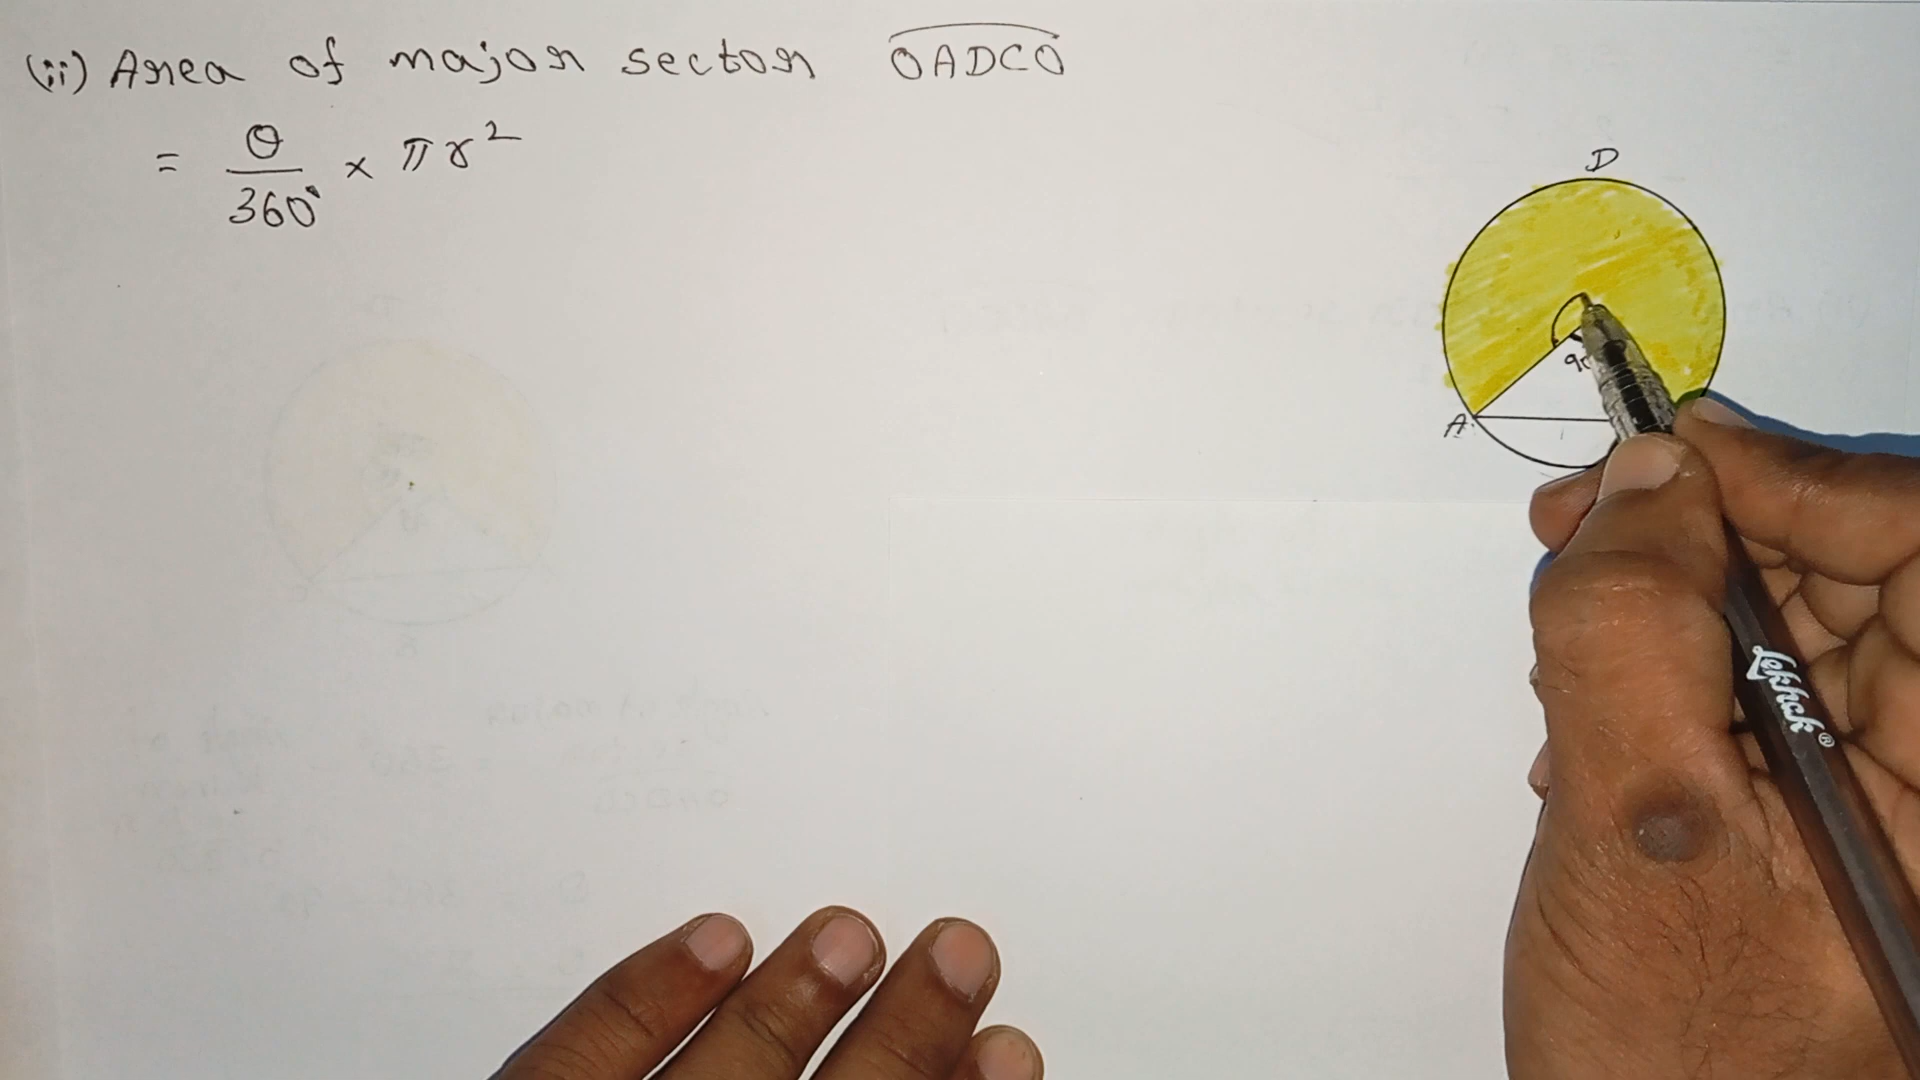 (ii) Area of major sector OADCO
= θ/360° × πr²
D
90
A
Lekhak®